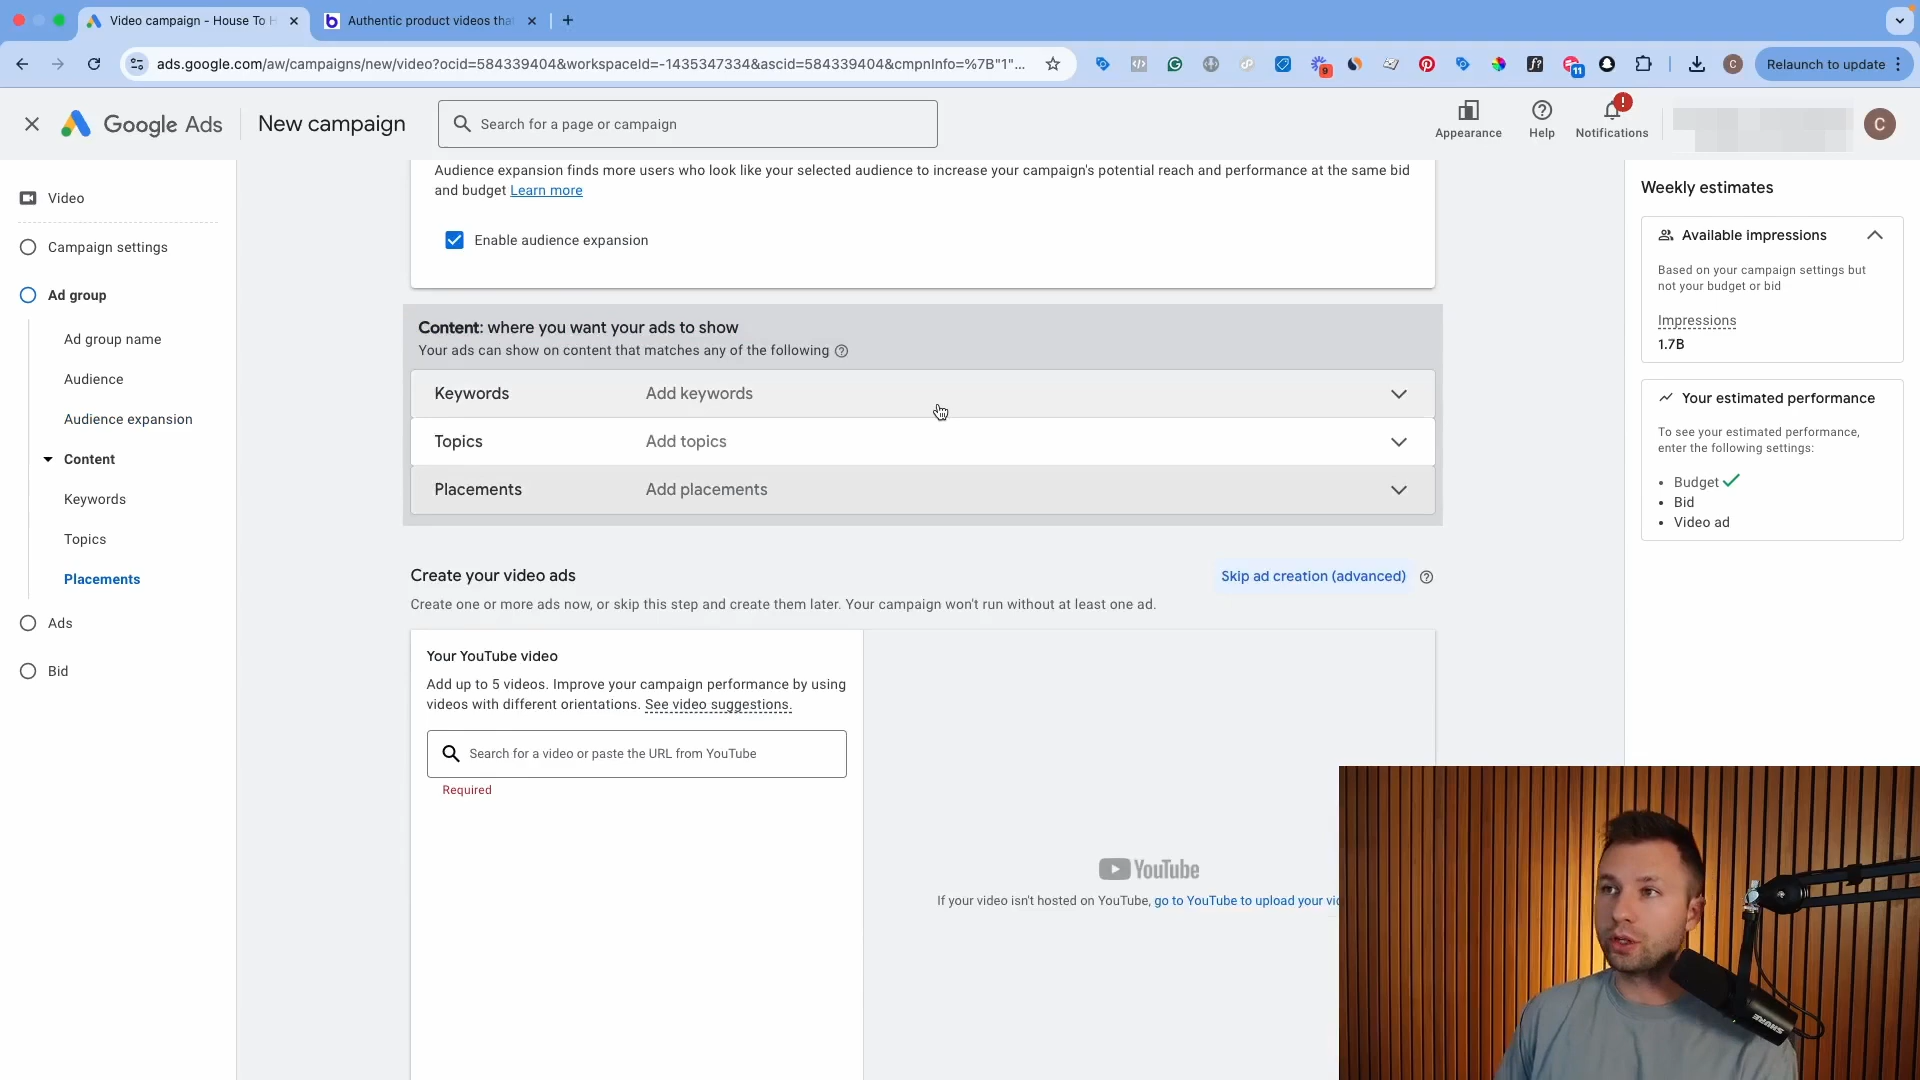 Video campaign - House To H
Authentic product videos tha
ads.google.com/aw/campaigns/new/video?ocid=584339404&workspaceId=-1435347334&ascid=584339404&cmpnInfo=%7B"1"...
9
11
C
Relaunch to update
Google Ads
New campaign
Search for a page or campaign
Appearance
Help
Notifications
C
Video
Campaign settings
Ad group
Ad group name
Audience
Audience expansion
Content
Keywords
Topics
Placements
Ads
Bid
Audience expansion finds more users who look like your selected audience to increase your campaign's potential reach and performance at the same bid
and budget Learn more
Enable audience expansion
Content: where you want your ads to show
Your ads can show on content that matches any of the following
Keywords Add keywords
Topics Add topics
Placements Add placements
Create your video ads
Skip ad creation (advanced)
Create one or more ads now, or skip this step and create them later. Your campaign won't run without at least one ad.
Your YouTube video
Add up to 5 videos. Improve your campaign performance by using
videos with different orientations. See video suggestions.
Search for a video or paste the URL from YouTube
Required
YouTube
If your video isn't hosted on YouTube, go to YouTube to upload your vi
Weekly estimates
Available impressions
Based on your campaign settings but
not your budget or bid
Impressions
1.7B
Your estimated performance
To see your estimated performance,
enter the following settings:
• Budget
• Bid
• Video ad
SHURE